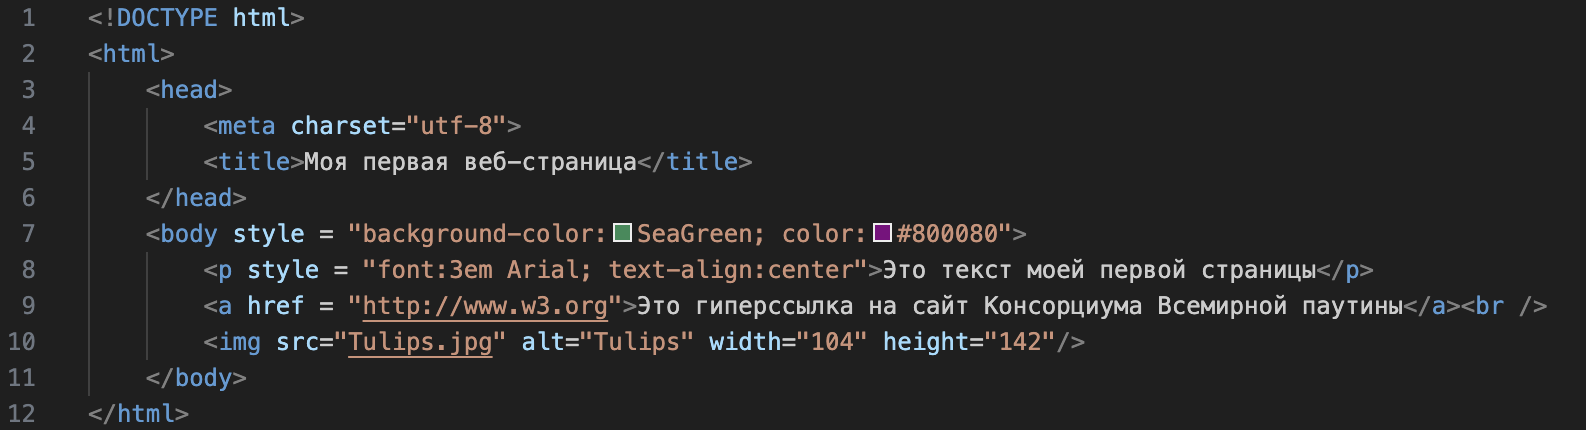 1 <!DOCTYPE html>
2 <html>
3 <head>
4 <meta charset="utf-8">
5 <title>Моя первая веб-страница</title>
6 </head>
7 <body style = "background-color: SeaGreen; color: #800080">
8 <p style = "font:3em Arial; text-align:center">Это текст моей первой страницы</p>
9 <a href = "http://www.w3.org">Это гиперссылка на сайт Консорциума Всемирной паутины</a><br />
10 <img src="Tulips.jpg" alt="Tulips" width="104" height="142"/>
11 </body>
12 </html>